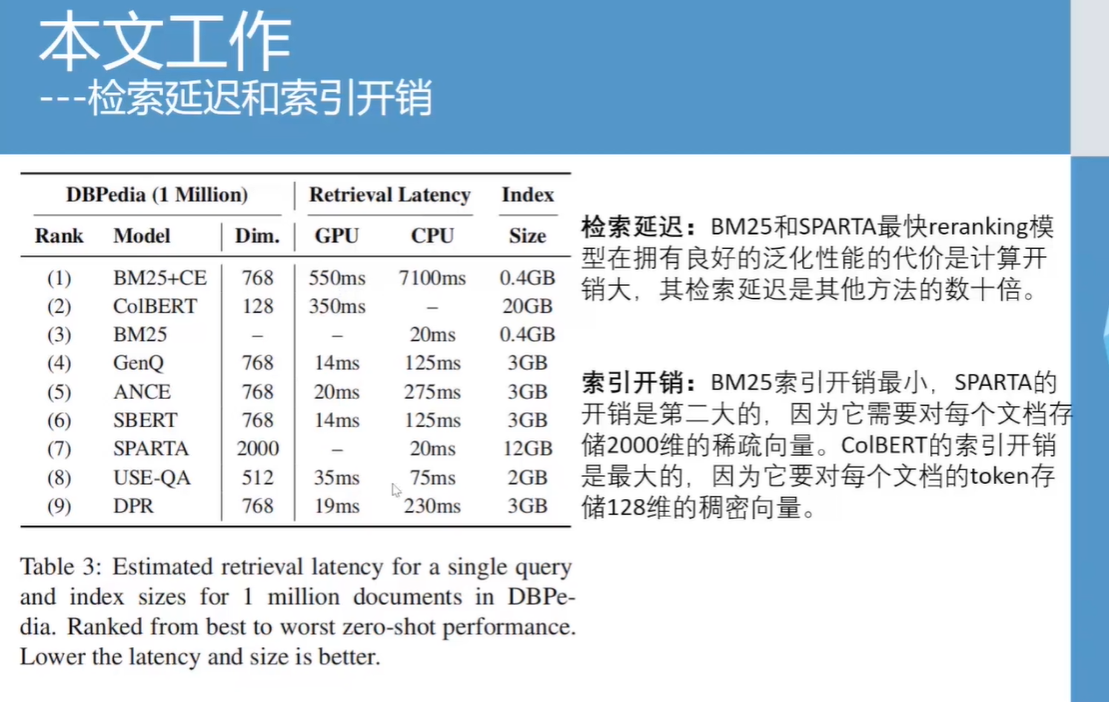 本文工作
---检索延迟和索引开销
DBPedia (1 Million) Retrieval Latency Index
Rank Model Dim. GPU CPU Size
(1) BM25+CE 768 550ms 7100ms 0.4GB
(2) ColBERT 128 350ms – 20GB
(3) BM25 – – 20ms 0.4GB
(4) GenQ 768 14ms 125ms 3GB
(5) ANCE 768 20ms 275ms 3GB
(6) SBERT 768 14ms 125ms 3GB
(7) SPARTA 2000 – 20ms 12GB
(8) USE-QA 512 35ms 75ms 2GB
(9) DPR 768 19ms 230ms 3GB
Table 3: Estimated retrieval latency for a single query
and index sizes for 1 million documents in DBPe-
dia. Ranked from best to worst zero-shot performance.
Lower the latency and size is better.
检索延迟：BM25和SPARTA最快reranking模
型在拥有良好的泛化性能的代价是计算开
销大，其检索延迟是其他方法的数十倍。
索引开销：BM25索引开销最小，SPARTA的
开销是第二大的，因为它需要对每个文档存
储2000维的稀疏向量。ColBERT的索引开销
是最大的，因为它要对每个文档的token存
储128维的稠密向量。